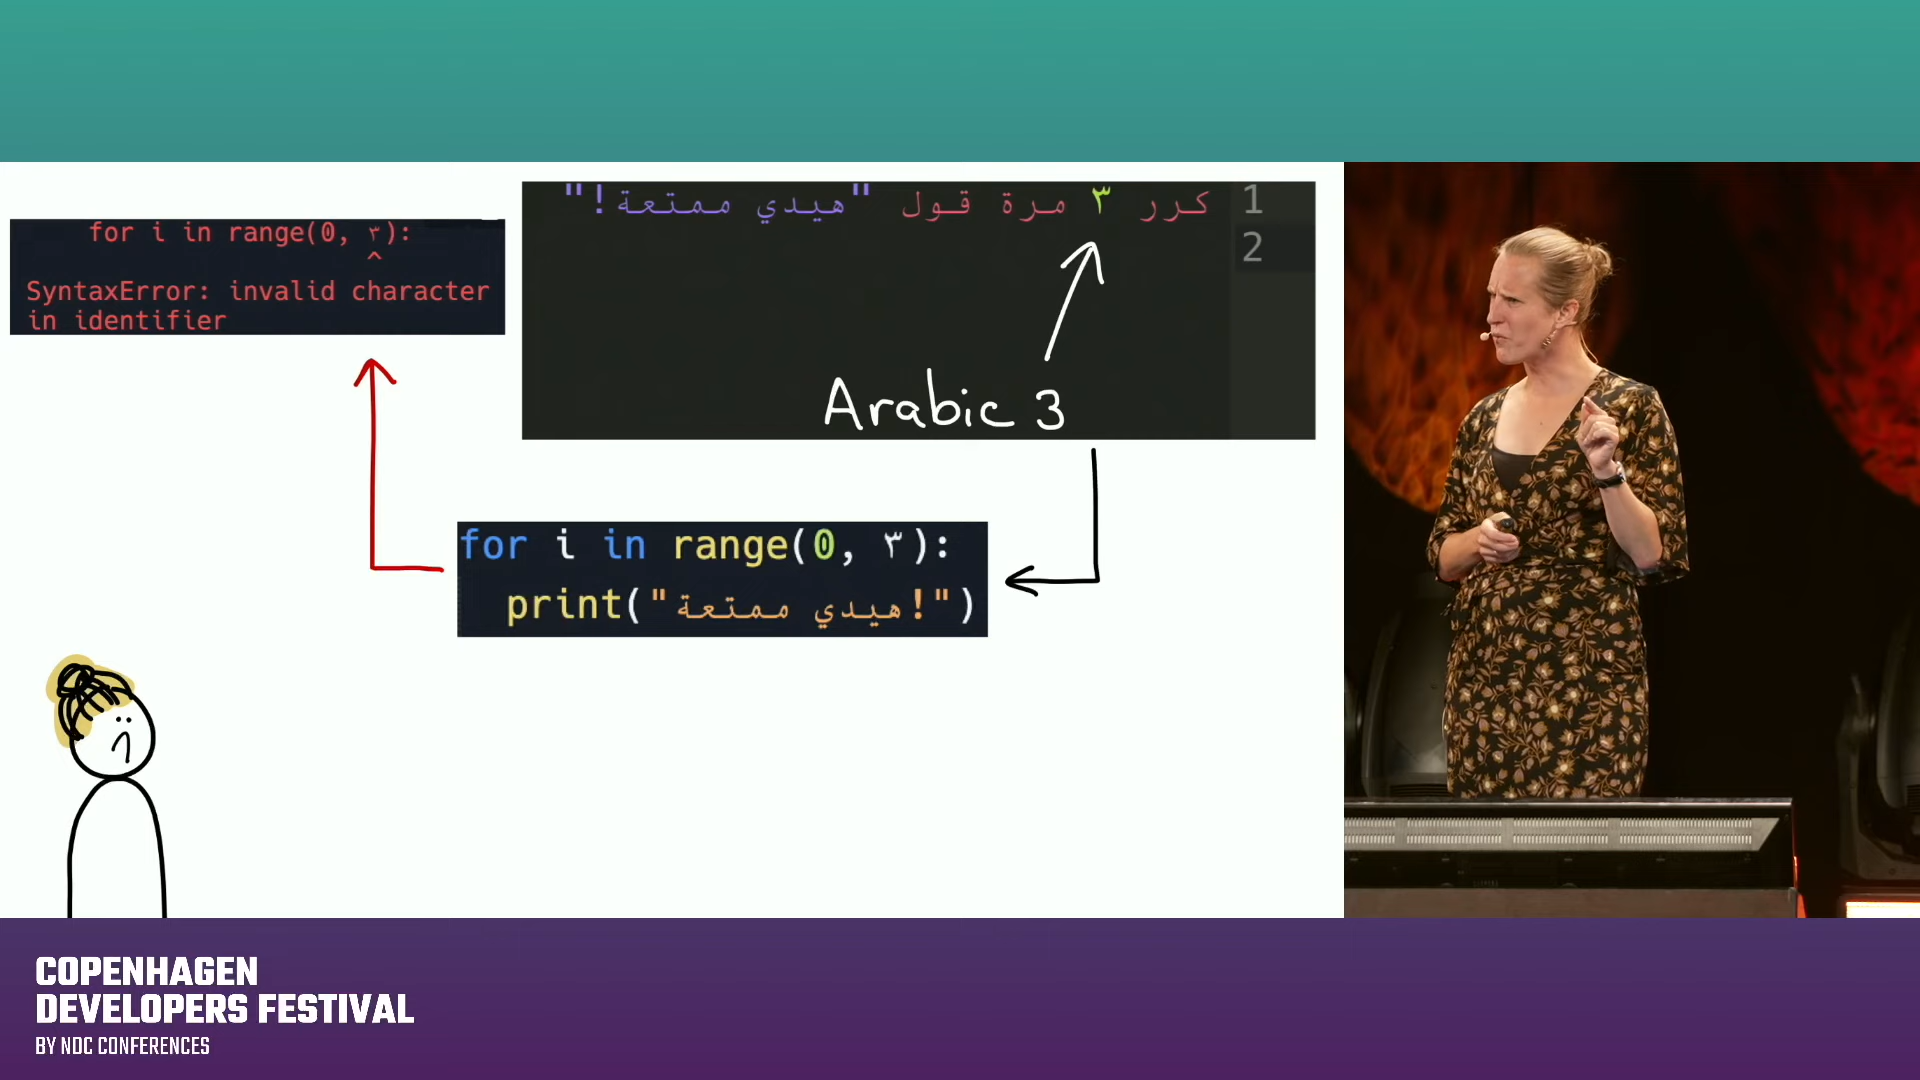 for i in range(0, ٣):
^
SyntaxError: invalid character
in identifier
1 كرر ٣ مرة قول "هيدي ممتعة!"
2
Arabic 3
for i in range(0, ٣):
print("هيدي ممتعة!")
COPENHAGEN
DEVELOPERS FESTIVAL
BY NDC CONFERENCES